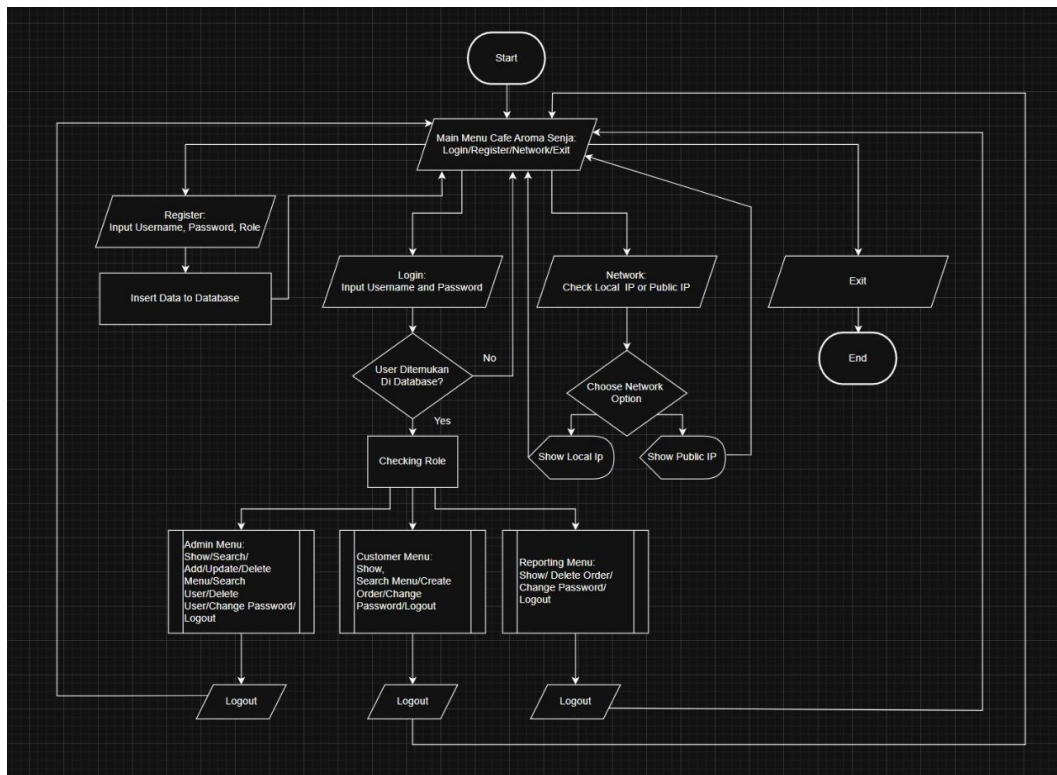 Start
Main Menu Cafe Aroma Senja:
Login/Register/Network/Exit
Register:
Input Username, Password, Role
Insert Data to Database
Login:
Input Username and Password
Network:
Check Local IP or Public IP
Exit
End
User Ditemukan
Di Database?
No
Yes
Choose Network
Option
Show Local Ip
Show Public IP
Checking Role
Admin Menu:
Show/Search/
Add/Update/Delete
Menu/Search
User/Delete
User/Change Password/
Logout
Customer Menu:
Show,
Search Menu/Create
Order/Change
Password/Logout
Reporting Menu:
Show/ Delete Order/
Change Password/
Logout
Logout
Logout
Logout